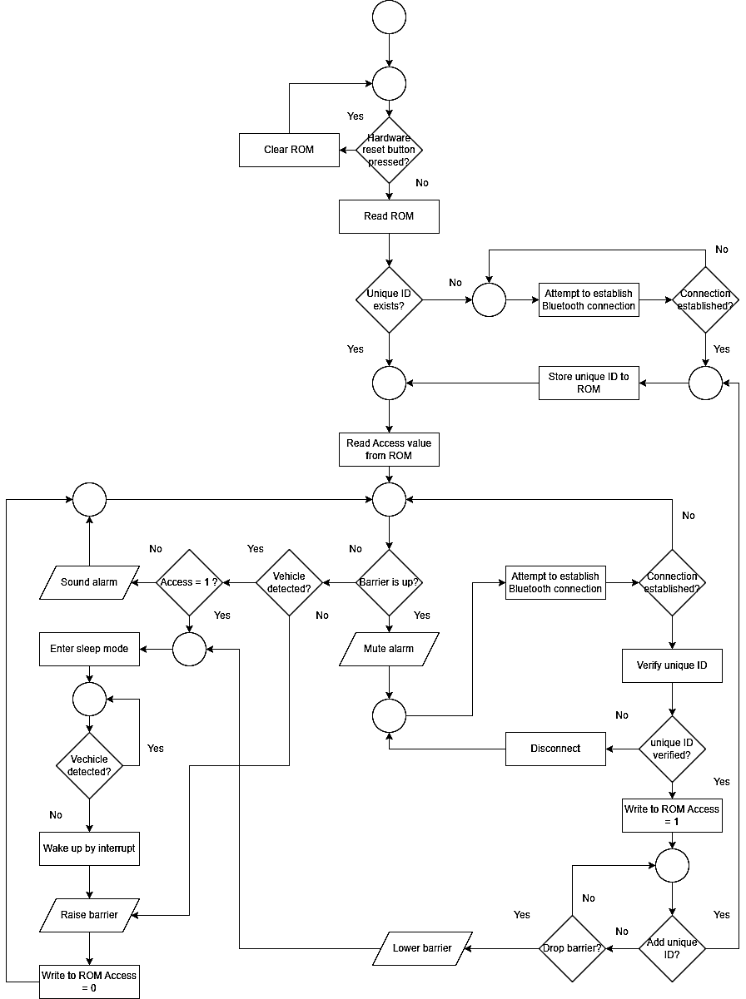 Yes
Hardware
reset button
pressed?
Clear ROM
No
Read ROM
No
Unique ID
exists?
No
Attempt to establish
Bluetooth connection
Connection
established?
Yes
Yes
Store unique ID to
ROM
Read Access value
from ROM
No
No
Yes
No
Sound alarm
Access = 1 ?
Vehicle
detected?
Barrier is up?
Attempt to establish
Bluetooth connection
Connection
established?
Yes
No
Yes
Enter sleep mode
Mute alarm
Verify unique ID
No
Yes
Vechicle
detected?
Disconnect
unique ID
verified?
Yes
No
Write to ROM Access
= 1
Wake up by interrupt
No
Raise barrier
Yes
No
Yes
Lower barrier
Drop barrier?
Add unique
ID?
Write to ROM Access
= 0